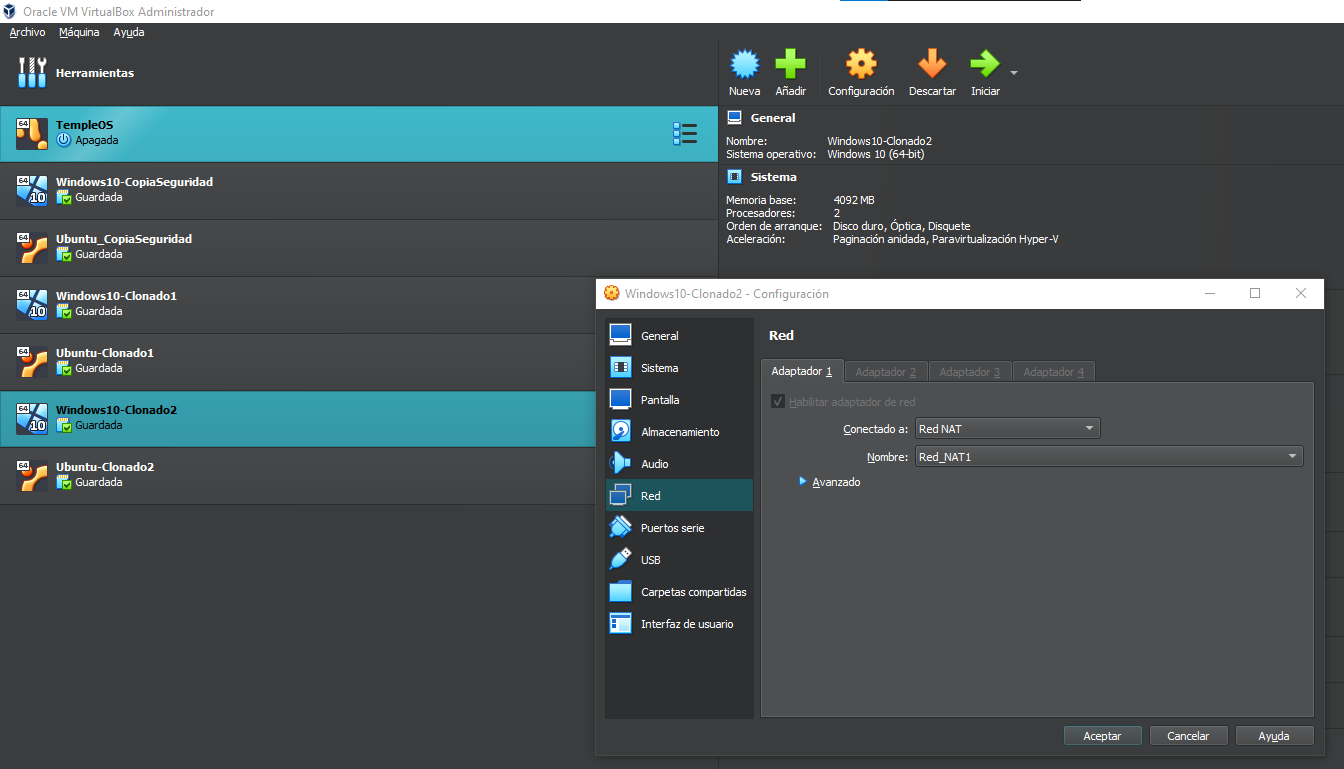 Oracle VM VirtualBox Administrador
Archivo Máquina Ayuda
Herramientas
Nueva Añadir Configuración Descartar Iniciar
64 TempleOS
Apagada
64 10 Windows10-CopiaSeguridad
Guardada
64 Ubuntu_CopiaSeguridad
Guardada
64 10 Windows10-Clonado1
Guardada
64 Ubuntu-Clonado1
Guardada
64 10 Windows10-Clonado2
Guardada
64 Ubuntu-Clonado2
Guardada
General
Nombre: Windows10-Clonado2
Sistema operativo: Windows 10 (64-bit)
Sistema
Memoria base: 4092 MB
Procesadores: 2
Orden de arranque: Disco duro, Óptica, Disquete
Aceleración: Paginación anidada, Paravirtualización Hyper-V
Windows10-Clonado2 - Configuración
General
Sistema
Pantalla
Almacenamiento
Audio
Red
Puertos serie
USB
Carpetas compartidas
Interfaz de usuario
Red
Adaptador 1 Adaptador 2 Adaptador 3 Adaptador 4
Habilitar adaptador de red
Conectado a: Red NAT
Nombre: Red_NAT1
Avanzado
Aceptar Cancelar Ayuda